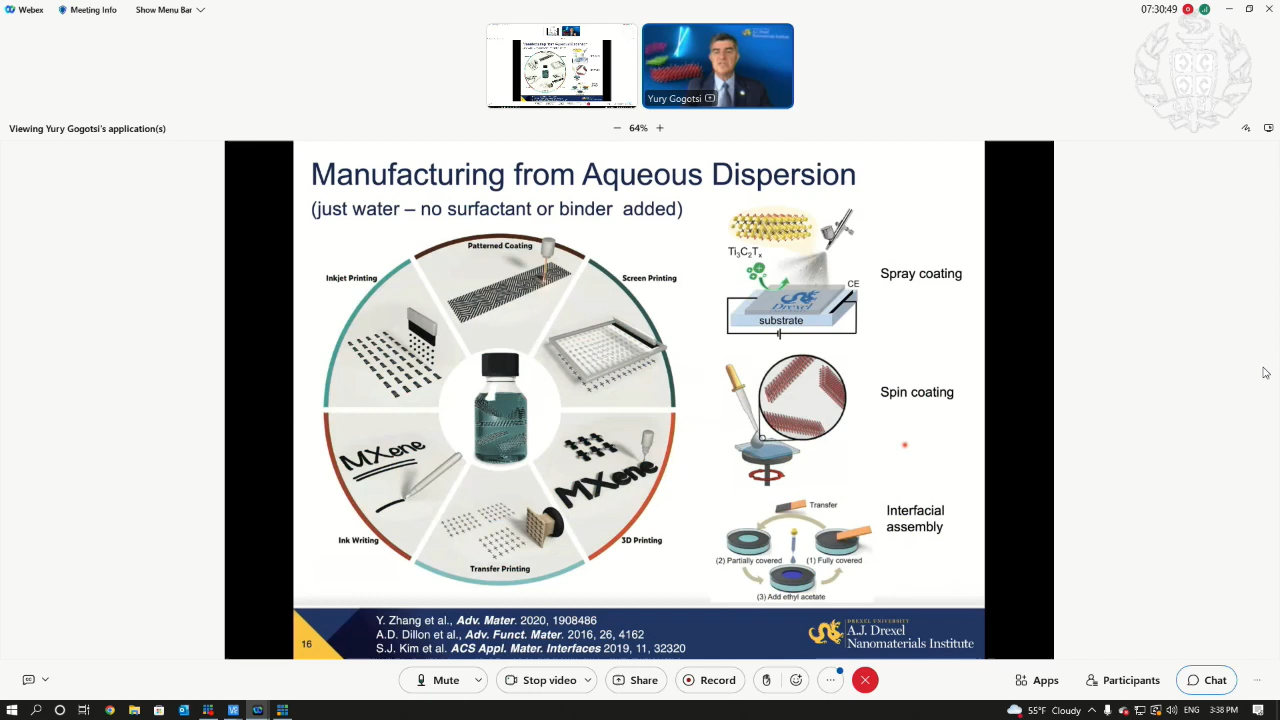 Webex
Meeting Info
Show Menu Bar
07:30:49
Yury Gogotsi
Viewing Yury Gogotsi's application(s)
64%
Manufacturing from Aqueous Dispersion
(just water – no surfactant or binder added)
Patterned Coating
Inkjet Printing
Screen Printing
MXene
MXene
Ink Writing
3D Printing
Transfer Printing
Ti3C2Tx
CE
Drexel
substrate
Spray coating
Spin coating
Transfer
Interfacial
assembly
(2) Partially covered
(1) Fully covered
(3) Add ethyl acetate
16
Y. Zhang et al., Adv. Mater. 2020, 1908486
A.D. Dillon et al., Adv. Funct. Mater. 2016, 26, 4162
S.J. Kim et al. ACS Appl. Mater. Interfaces 2019, 11, 32320
DREXEL UNIVERSITY
A.J. Drexel
Nanomaterials Institute
Mute
Stop video
Share
Record
Apps
Participants
Chat
55°F Cloudy
ENG
3:38 PM